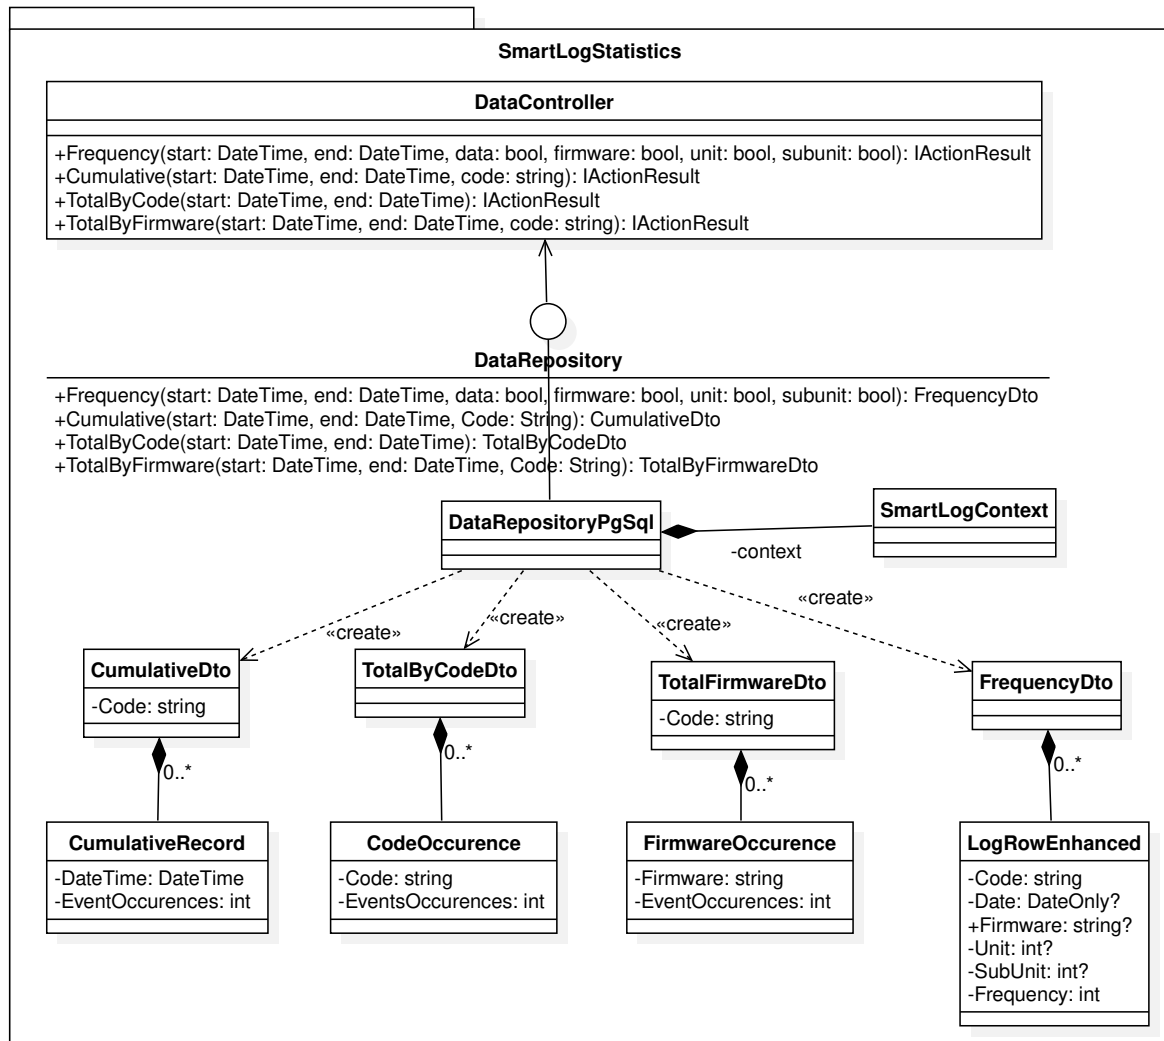 SmartLogStatistics
DataController
+Frequency(start: DateTime, end: DateTime, data: bool, firmware: bool, unit: bool, subunit: bool): IActionResult
+Cumulative(start: DateTime, end: DateTime, code: string): IActionResult
+TotalByCode(start: DateTime, end: DateTime): IActionResult
+TotalByFirmware(start: DateTime, end: DateTime, code: string): IActionResult
DataRepository
+Frequency(start: DateTime, end: DateTime, data: bool, firmware: bool, unit: bool, subunit: bool): FrequencyDto
+Cumulative(start: DateTime, end: DateTime, Code: String): CumulativeDto
+TotalByCode(start: DateTime, end: DateTime): TotalByCodeDto
+TotalByFirmware(start: DateTime, end: DateTime, Code: String): TotalByFirmwareDto
DataRepositoryPgSql
SmartLogContext
-context
«create»
«create»
«create»
«create»
CumulativeDto
-Code: string
TotalByCodeDto
TotalFirmwareDto
-Code: string
FrequencyDto
0..*
0..*
0..*
0..*
CumulativeRecord
-DateTime: DateTime
-EventOccurences: int
CodeOccurence
-Code: string
-EventsOccurences: int
FirmwareOccurence
-Firmware: string
-EventOccurences: int
LogRowEnhanced
-Code: string
-Date: DateOnly?
+Firmware: string?
-Unit: int?
-SubUnit: int?
-Frequency: int